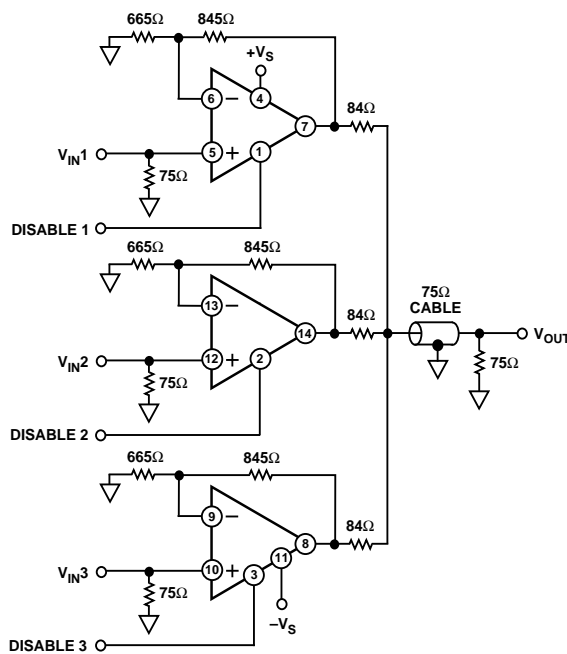 665Ω 845Ω
+VS
6 − 4
84Ω
7
VIN1 5 + 1
75Ω
DISABLE 1
665Ω 845Ω
75Ω
CABLE
13 −
84Ω
14
VOUT
VIN2 12 + 2
75Ω
75Ω
DISABLE 2
665Ω 845Ω
9 −
84Ω
8
11
VIN3 10 + 3
75Ω
−VS
DISABLE 3